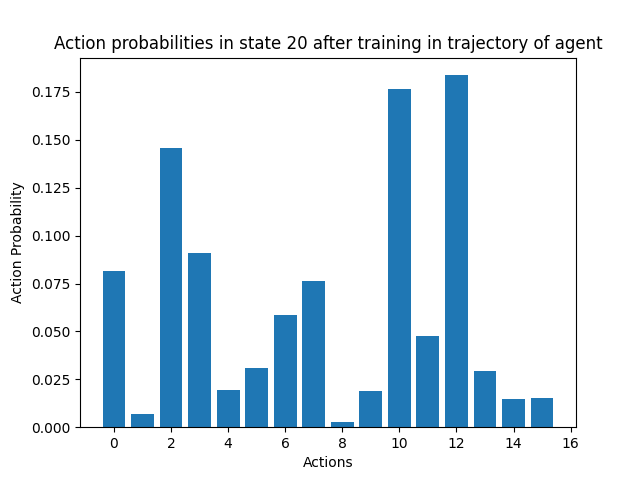 Action probabilities in state 20 after training in trajectory of agent
0.175
0.150
0.125
0.100
0.075
0.050
0.025
0.000
Action Probability
0 2 4 6 8 10 12 14 16
Actions